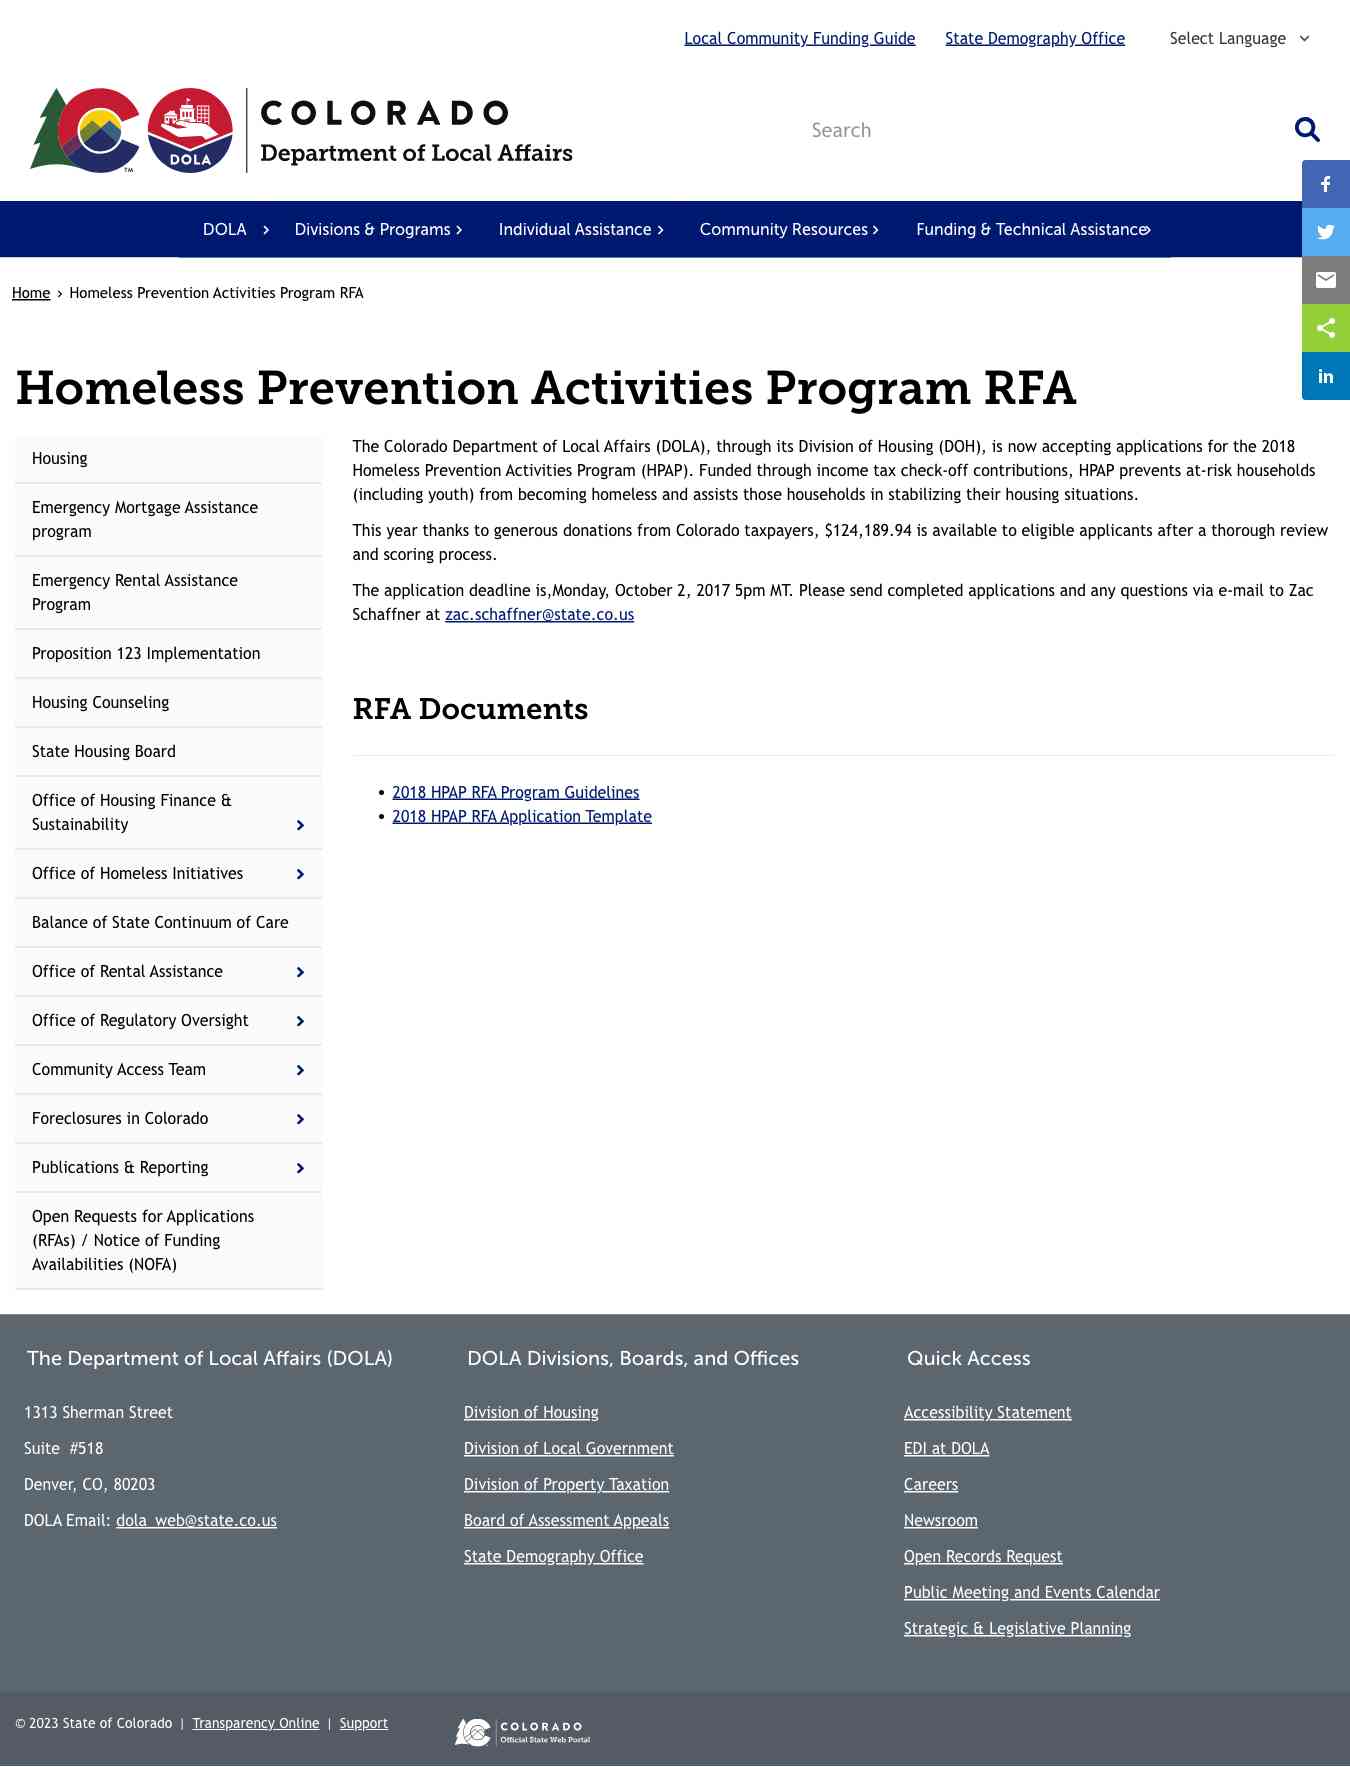 Local Community Funding Guide State Demography Office Select Language
COLORADO
Department of Local Affairs
DOLA
TM
Search
DOLA Divisions & Programs Individual Assistance Community Resources Funding & Technical Assistance
Home › Homeless Prevention Activities Program RFA
Homeless Prevention Activities Program RFA
Housing
Emergency Mortgage Assistance
program
Emergency Rental Assistance
Program
Proposition 123 Implementation
Housing Counseling
State Housing Board
Office of Housing Finance &
Sustainability
Office of Homeless Initiatives
Balance of State Continuum of Care
Office of Rental Assistance
Office of Regulatory Oversight
Community Access Team
Foreclosures in Colorado
Publications & Reporting
Open Requests for Applications
(RFAs) / Notice of Funding
Availabilities (NOFA)
The Colorado Department of Local Affairs (DOLA), through its Division of Housing (DOH), is now accepting applications for the 2018
Homeless Prevention Activities Program (HPAP). Funded through income tax check-off contributions, HPAP prevents at-risk households
(including youth) from becoming homeless and assists those households in stabilizing their housing situations.
This year thanks to generous donations from Colorado taxpayers, $124,189.94 is available to eligible applicants after a thorough review
and scoring process.
The application deadline is,Monday, October 2, 2017 5pm MT. Please send completed applications and any questions via e-mail to Zac
Schaffner at zac.schaffner@state.co.us
RFA Documents
• 2018 HPAP RFA Program Guidelines
• 2018 HPAP RFA Application Template
The Department of Local Affairs (DOLA)
1313 Sherman Street
Suite #518
Denver, CO, 80203
DOLA Email: dola_web@state.co.us
DOLA Divisions, Boards, and Offices
Division of Housing
Division of Local Government
Division of Property Taxation
Board of Assessment Appeals
State Demography Office
Quick Access
Accessibility Statement
EDI at DOLA
Careers
Newsroom
Open Records Request
Public Meeting and Events Calendar
Strategic & Legislative Planning
© 2023 State of Colorado | Transparency Online | Support
COLORADO
Official State Web Portal